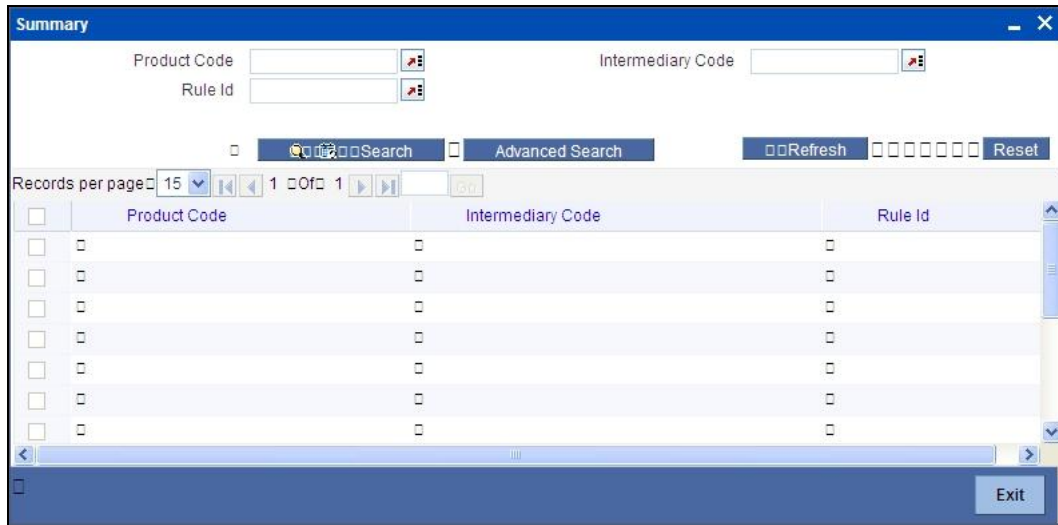 Summary
Product Code Intermediary Code
Rule Id
Search Advanced Search Refresh Reset
Records per page 15 1 Of 1 Go
Product Code Intermediary Code Rule Id
Exit